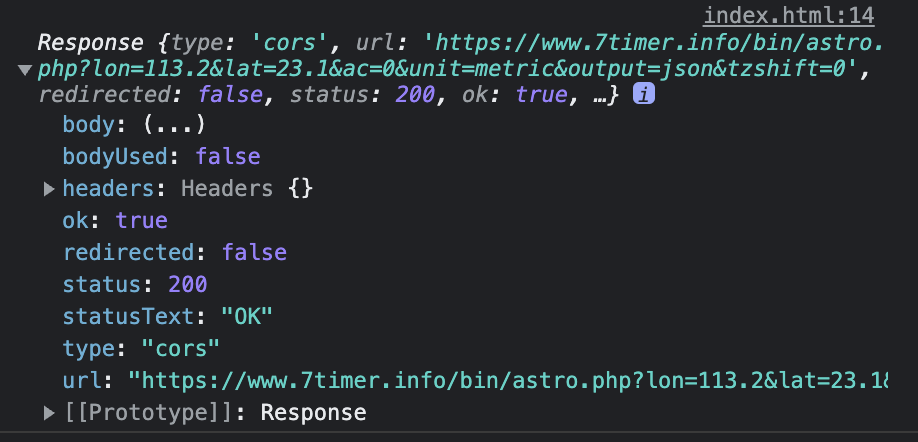 index.html:14
Response {type: 'cors', url: 'https://www.7timer.info/bin/astro.
php?lon=113.2&lat=23.1&ac=0&unit=metric&output=json&tzshift=0',
redirected: false, status: 200, ok: true, …} i
body: (...)
bodyUsed: false
headers: Headers {}
ok: true
redirected: false
status: 200
statusText: "OK"
type: "cors"
url: "https://www.7timer.info/bin/astro.php?lon=113.2&lat=23.1&
[[Prototype]]: Response